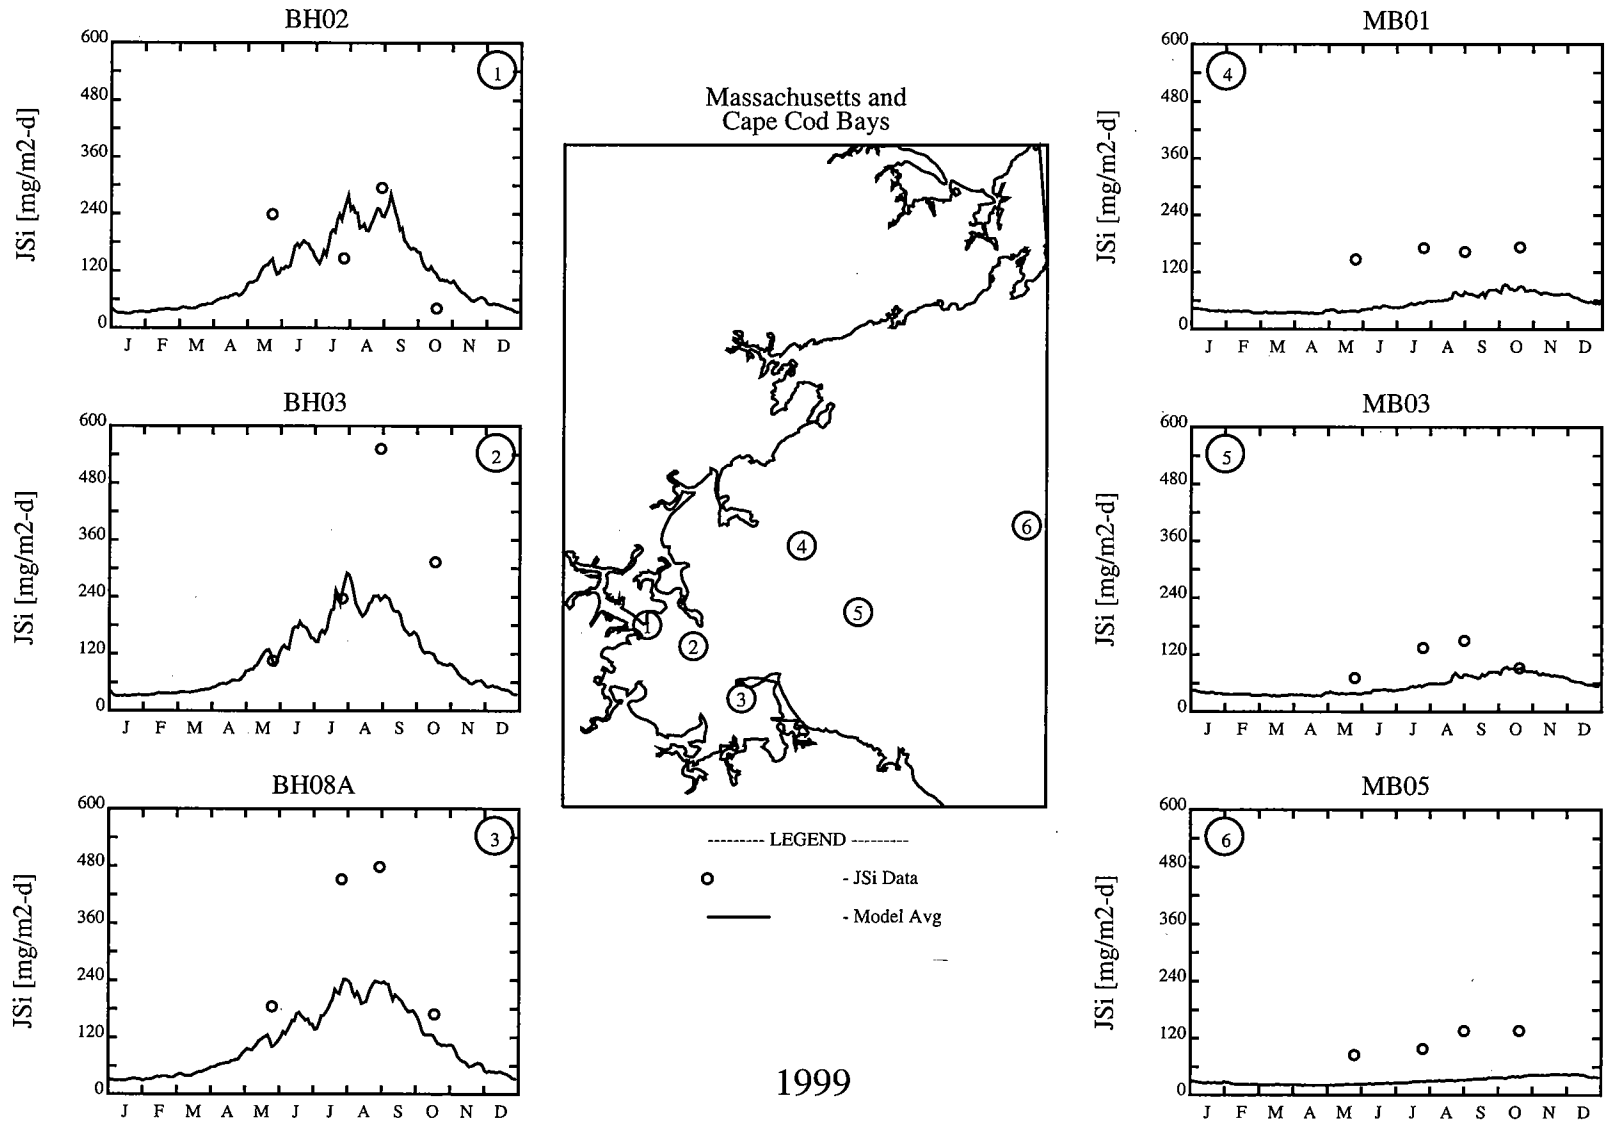 BH02
JSi [mg/m2-d]
600
480
360
240
120
0
1
J F M A M J J A S O N D
BH03
JSi [mg/m2-d]
600
480
360
240
120
0
2
J F M A M J J A S O N D
BH08A
JSi [mg/m2-d]
600
480
360
240
120
0
3
J F M A M J J A S O N D
Massachusetts and
Cape Cod Bays
6
4
5
1
2
3
-------- LEGEND --------
- JSi Data
- Model Avg
1999
MB01
JSi [mg/m2-d]
600
480
360
240
120
0
4
J F M A M J J A S O N D
MB03
JSi [mg/m2-d]
600
480
360
240
120
0
5
J F M A M J J A S O N D
MB05
JSi [mg/m2-d]
600
480
360
240
120
0
6
J F M A M J J A S O N D